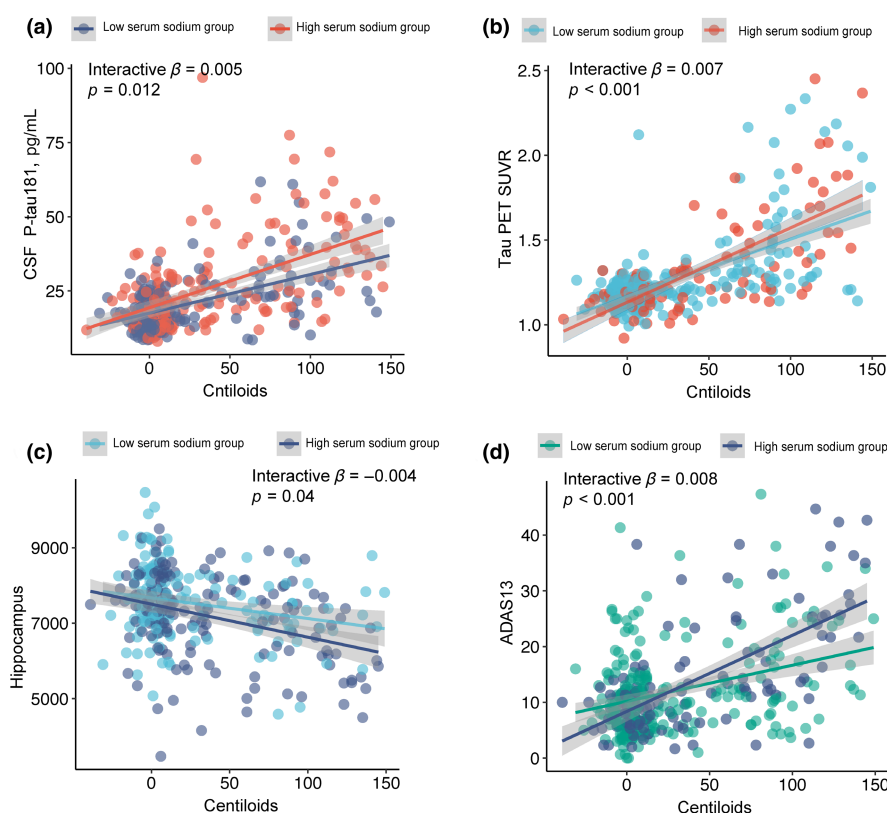 (a) Low serum sodium group High serum sodium group
Interactive β = 0.005
p = 0.012
CSF P-tau181, pg/mL
100
75
50
25
0 50 100 150
Cntiloids
(b) Low serum sodium group High serum sodium group
Interactive β = 0.007
p < 0.001
Tau PET SUVR
2.5
2.0
1.5
1.0
0 50 100 150
Cntiloids
(c) Low serum sodium group High serum sodium group
Interactive β = −0.004
p = 0.04
Hippocampus
9000
7000
5000
0 50 100 150
Centiloids
(d) Low serum sodium group High serum sodium group
Interactive β = 0.008
p < 0.001
ADAS13
40
30
20
10
0
0 50 100 150
Centiloids